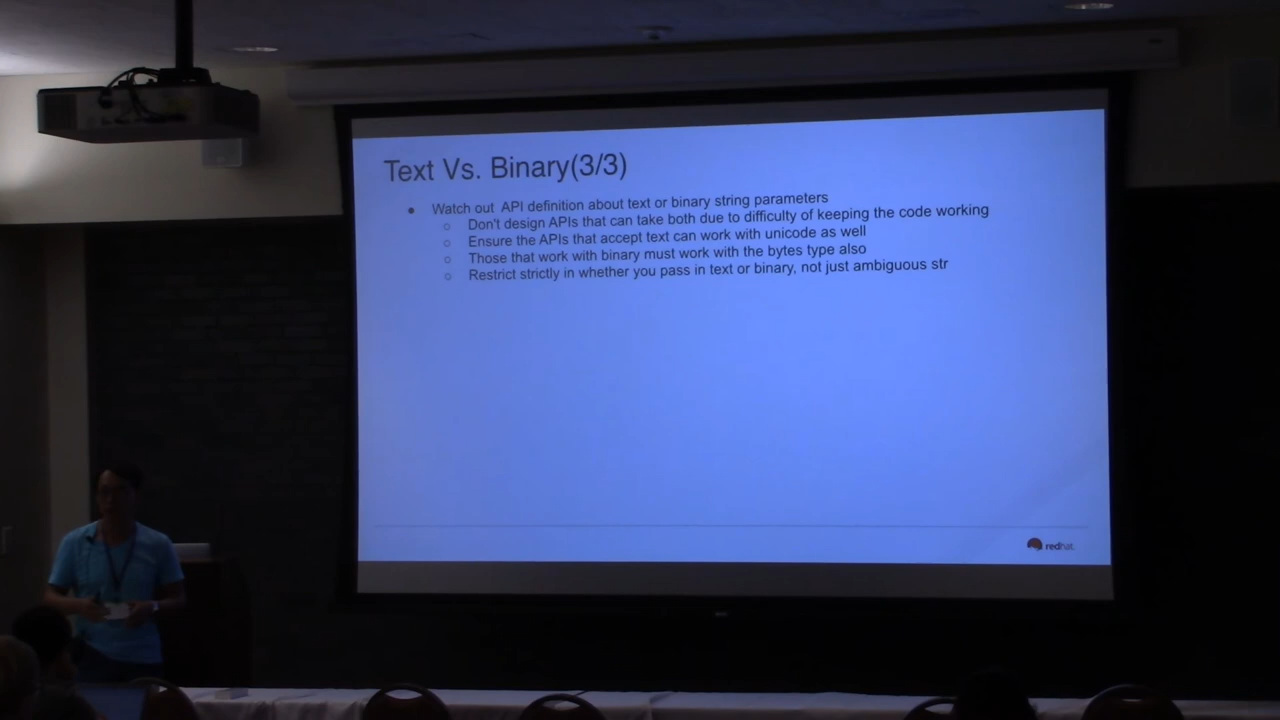 Text Vs. Binary(3/3)
● Watch out API definition about text or binary string parameters
○ Don't design APIs that can take both due to difficulty of keeping the code working
○ Ensure the APIs that accept text can work with unicode as well
○ Those that work with binary must work with the bytes type also
○ Restrict strictly in whether you pass in text or binary, not just ambiguous str
redhat